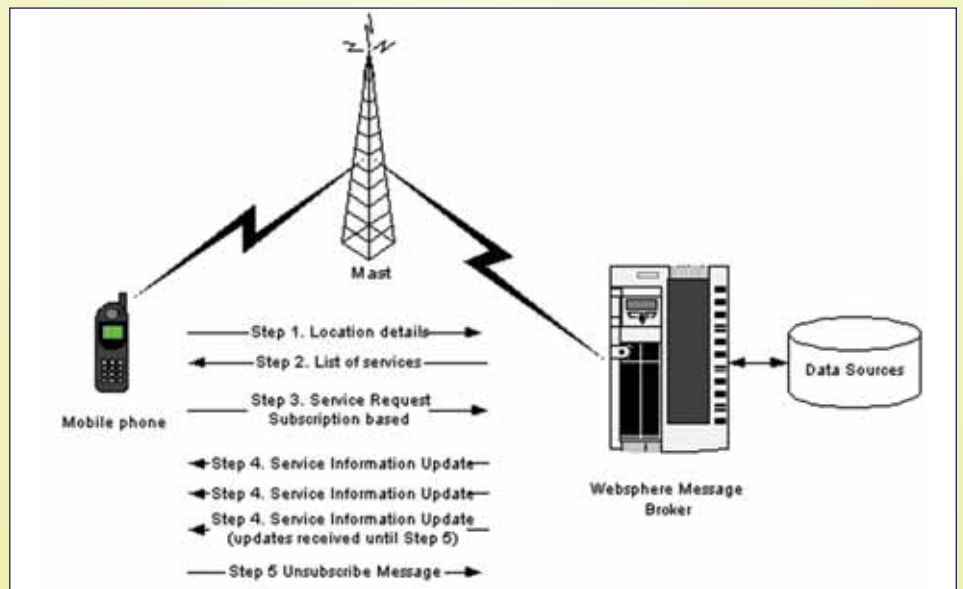 Mast
Step 1. Location details
Step 2. List of services
Data Sources
Mobile phone
Step 3. Service Request
Subscription based
Step 4. Service Information Update
Websphere Message
Broker
Step 4. Service Information Update
Step 4. Service Information Update
(updates received until Step 5)
Step 5 Unsubscribe Message